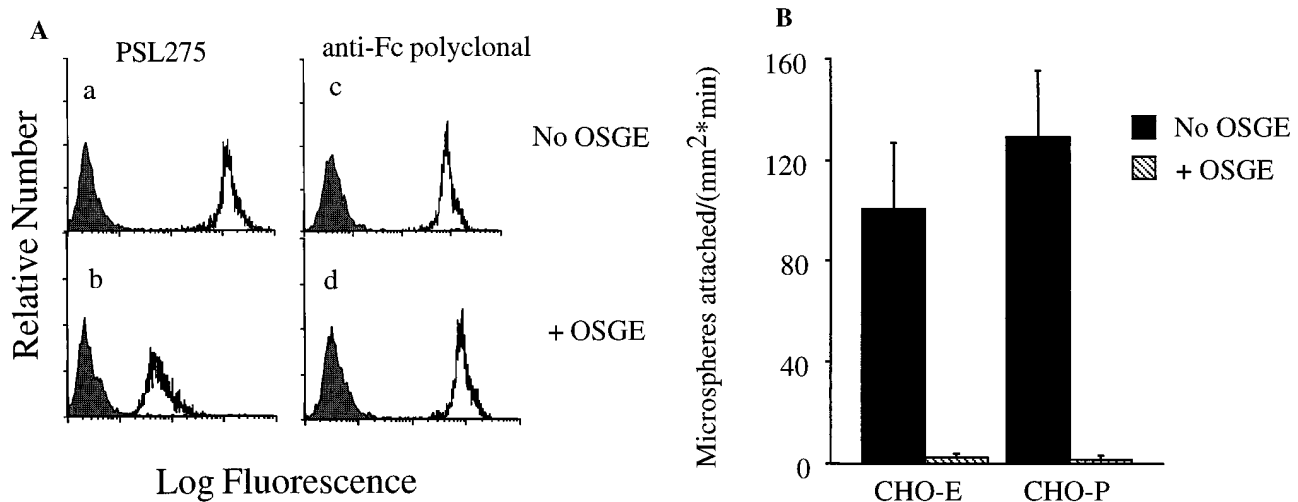 A
PSL275
anti-Fc polyclonal
a
c
No OSGE
b
d
+ OSGE
Relative Number
Log Fluorescence
B
Microspheres attached/(mm²*min)
160
120
80
40
0
CHO-E
CHO-P
No OSGE
+ OSGE